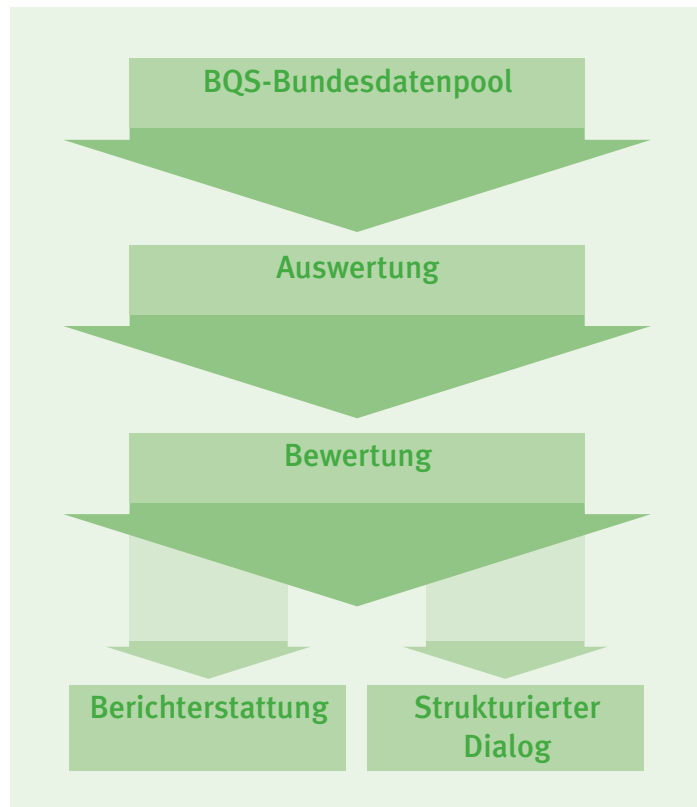 BQS-Bundesdatenpool
Auswertung
Bewertung
Berichterstattung
Strukturierter
Dialog